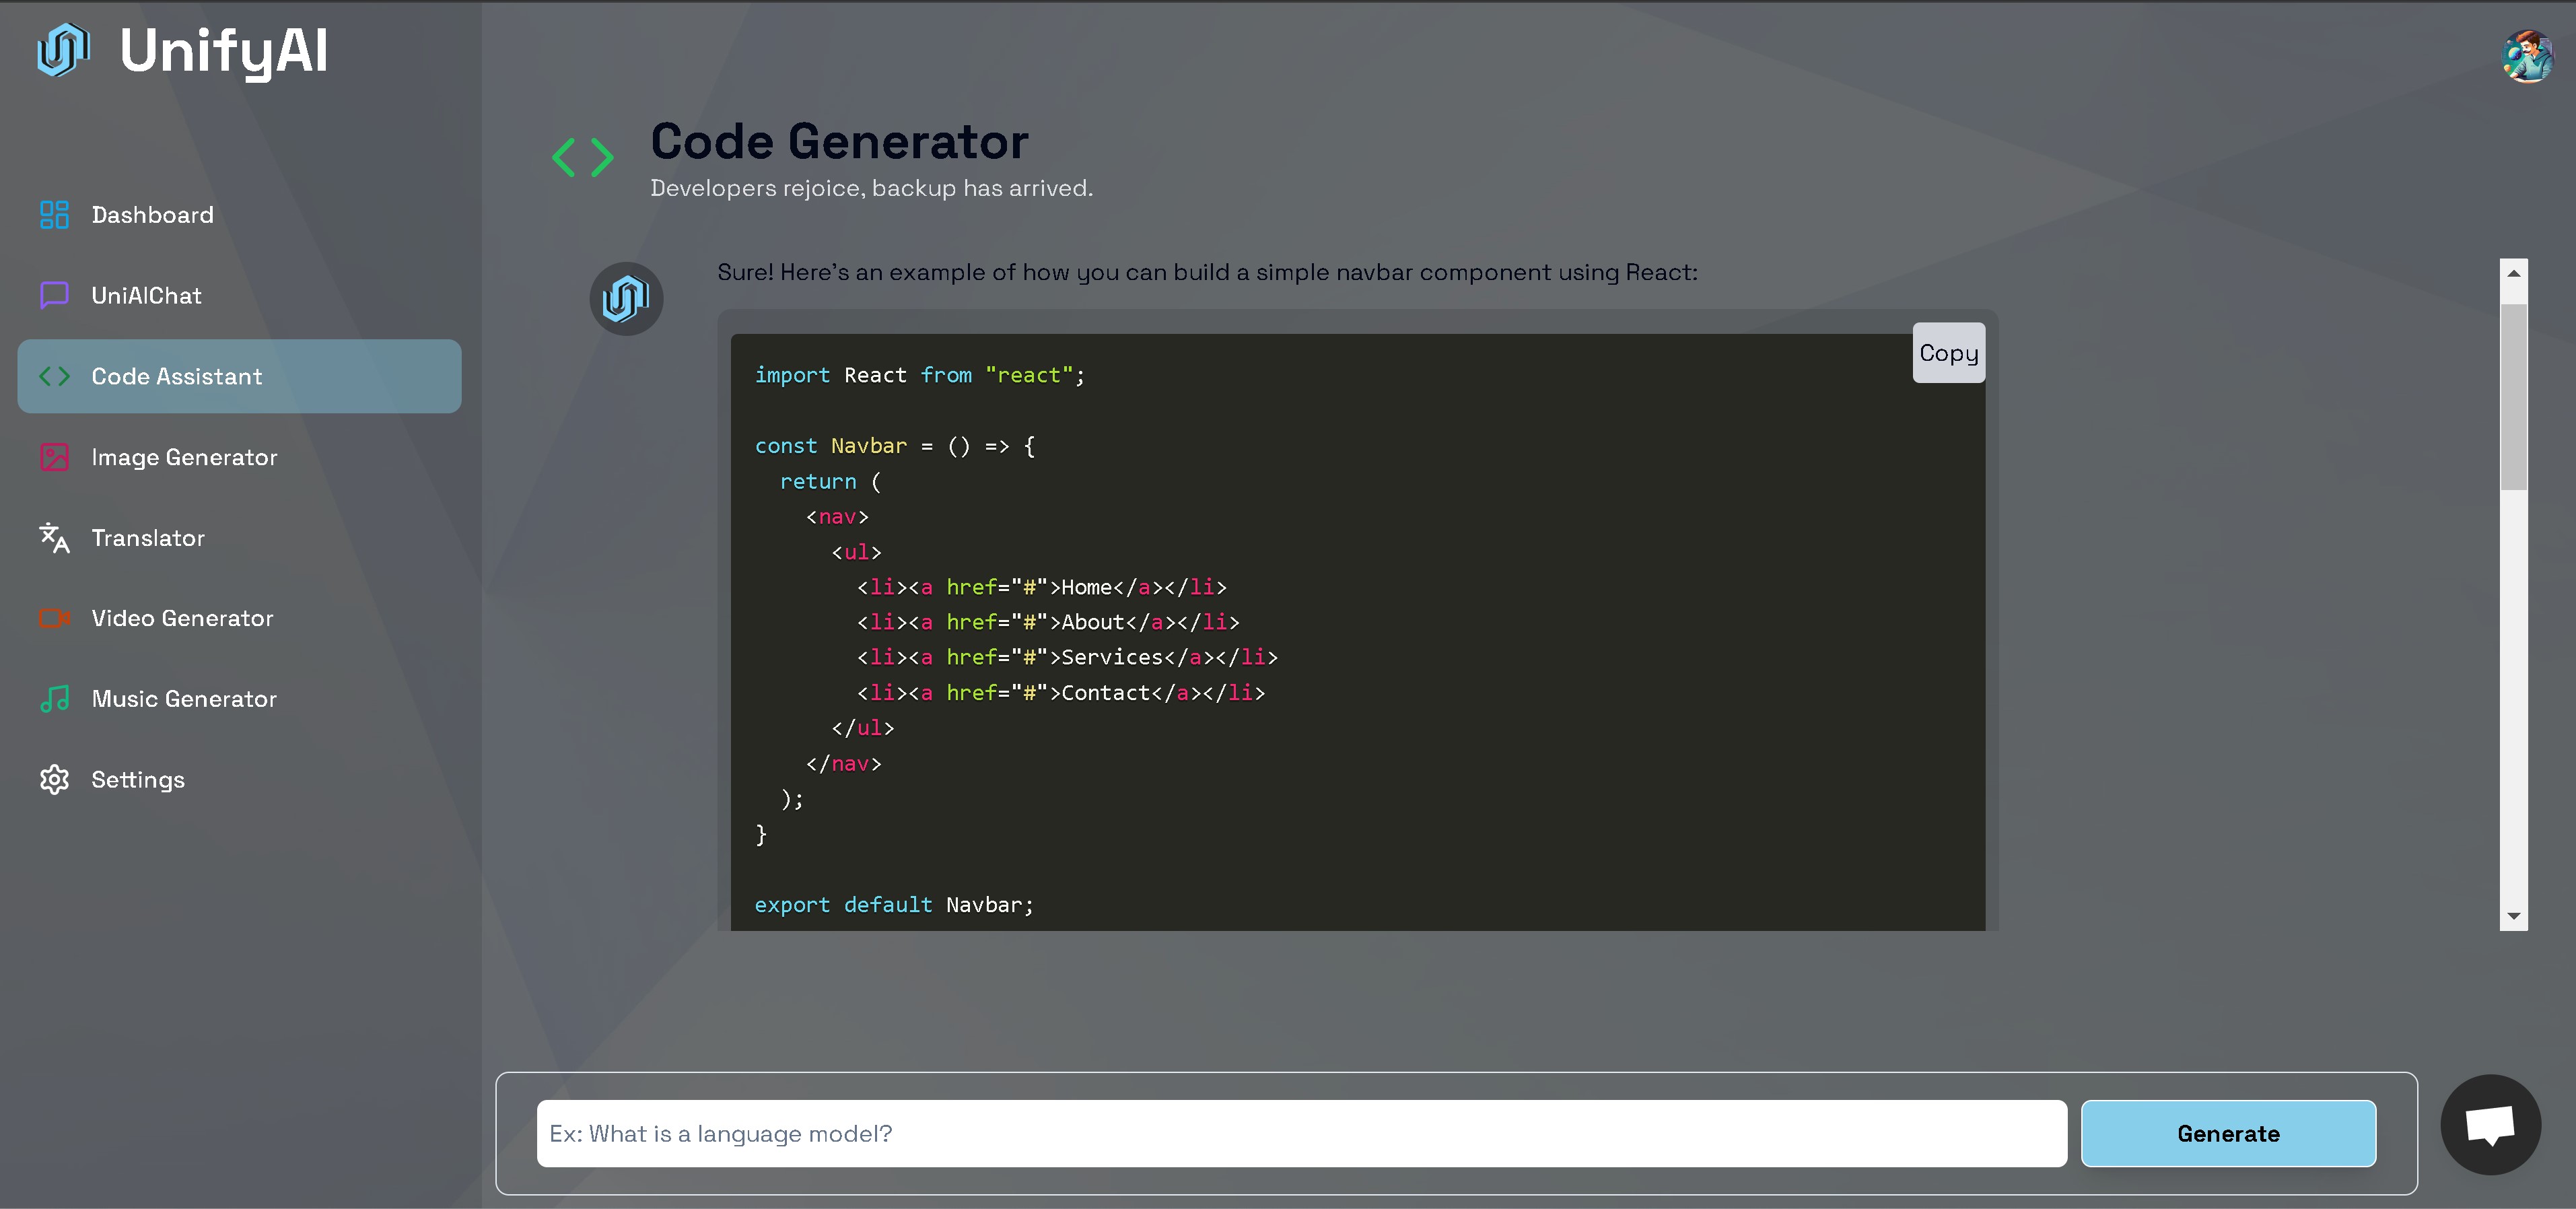 UnifyAI
Dashboard
UniAIChat
Code Assistant
Image Generator
Translator
Video Generator
Music Generator
Settings
Code Generator
Developers rejoice, backup has arrived.
Sure! Here's an example of how you can build a simple navbar component using React:
Copy
import React from "react";
const Navbar = () => {
  return (
    <nav>
      <ul>
        <li><a href="#">Home</a></li>
        <li><a href="#">About</a></li>
        <li><a href="#">Services</a></li>
        <li><a href="#">Contact</a></li>
      </ul>
    </nav>
  );
}
export default Navbar;
Ex: What is a language model?
Generate